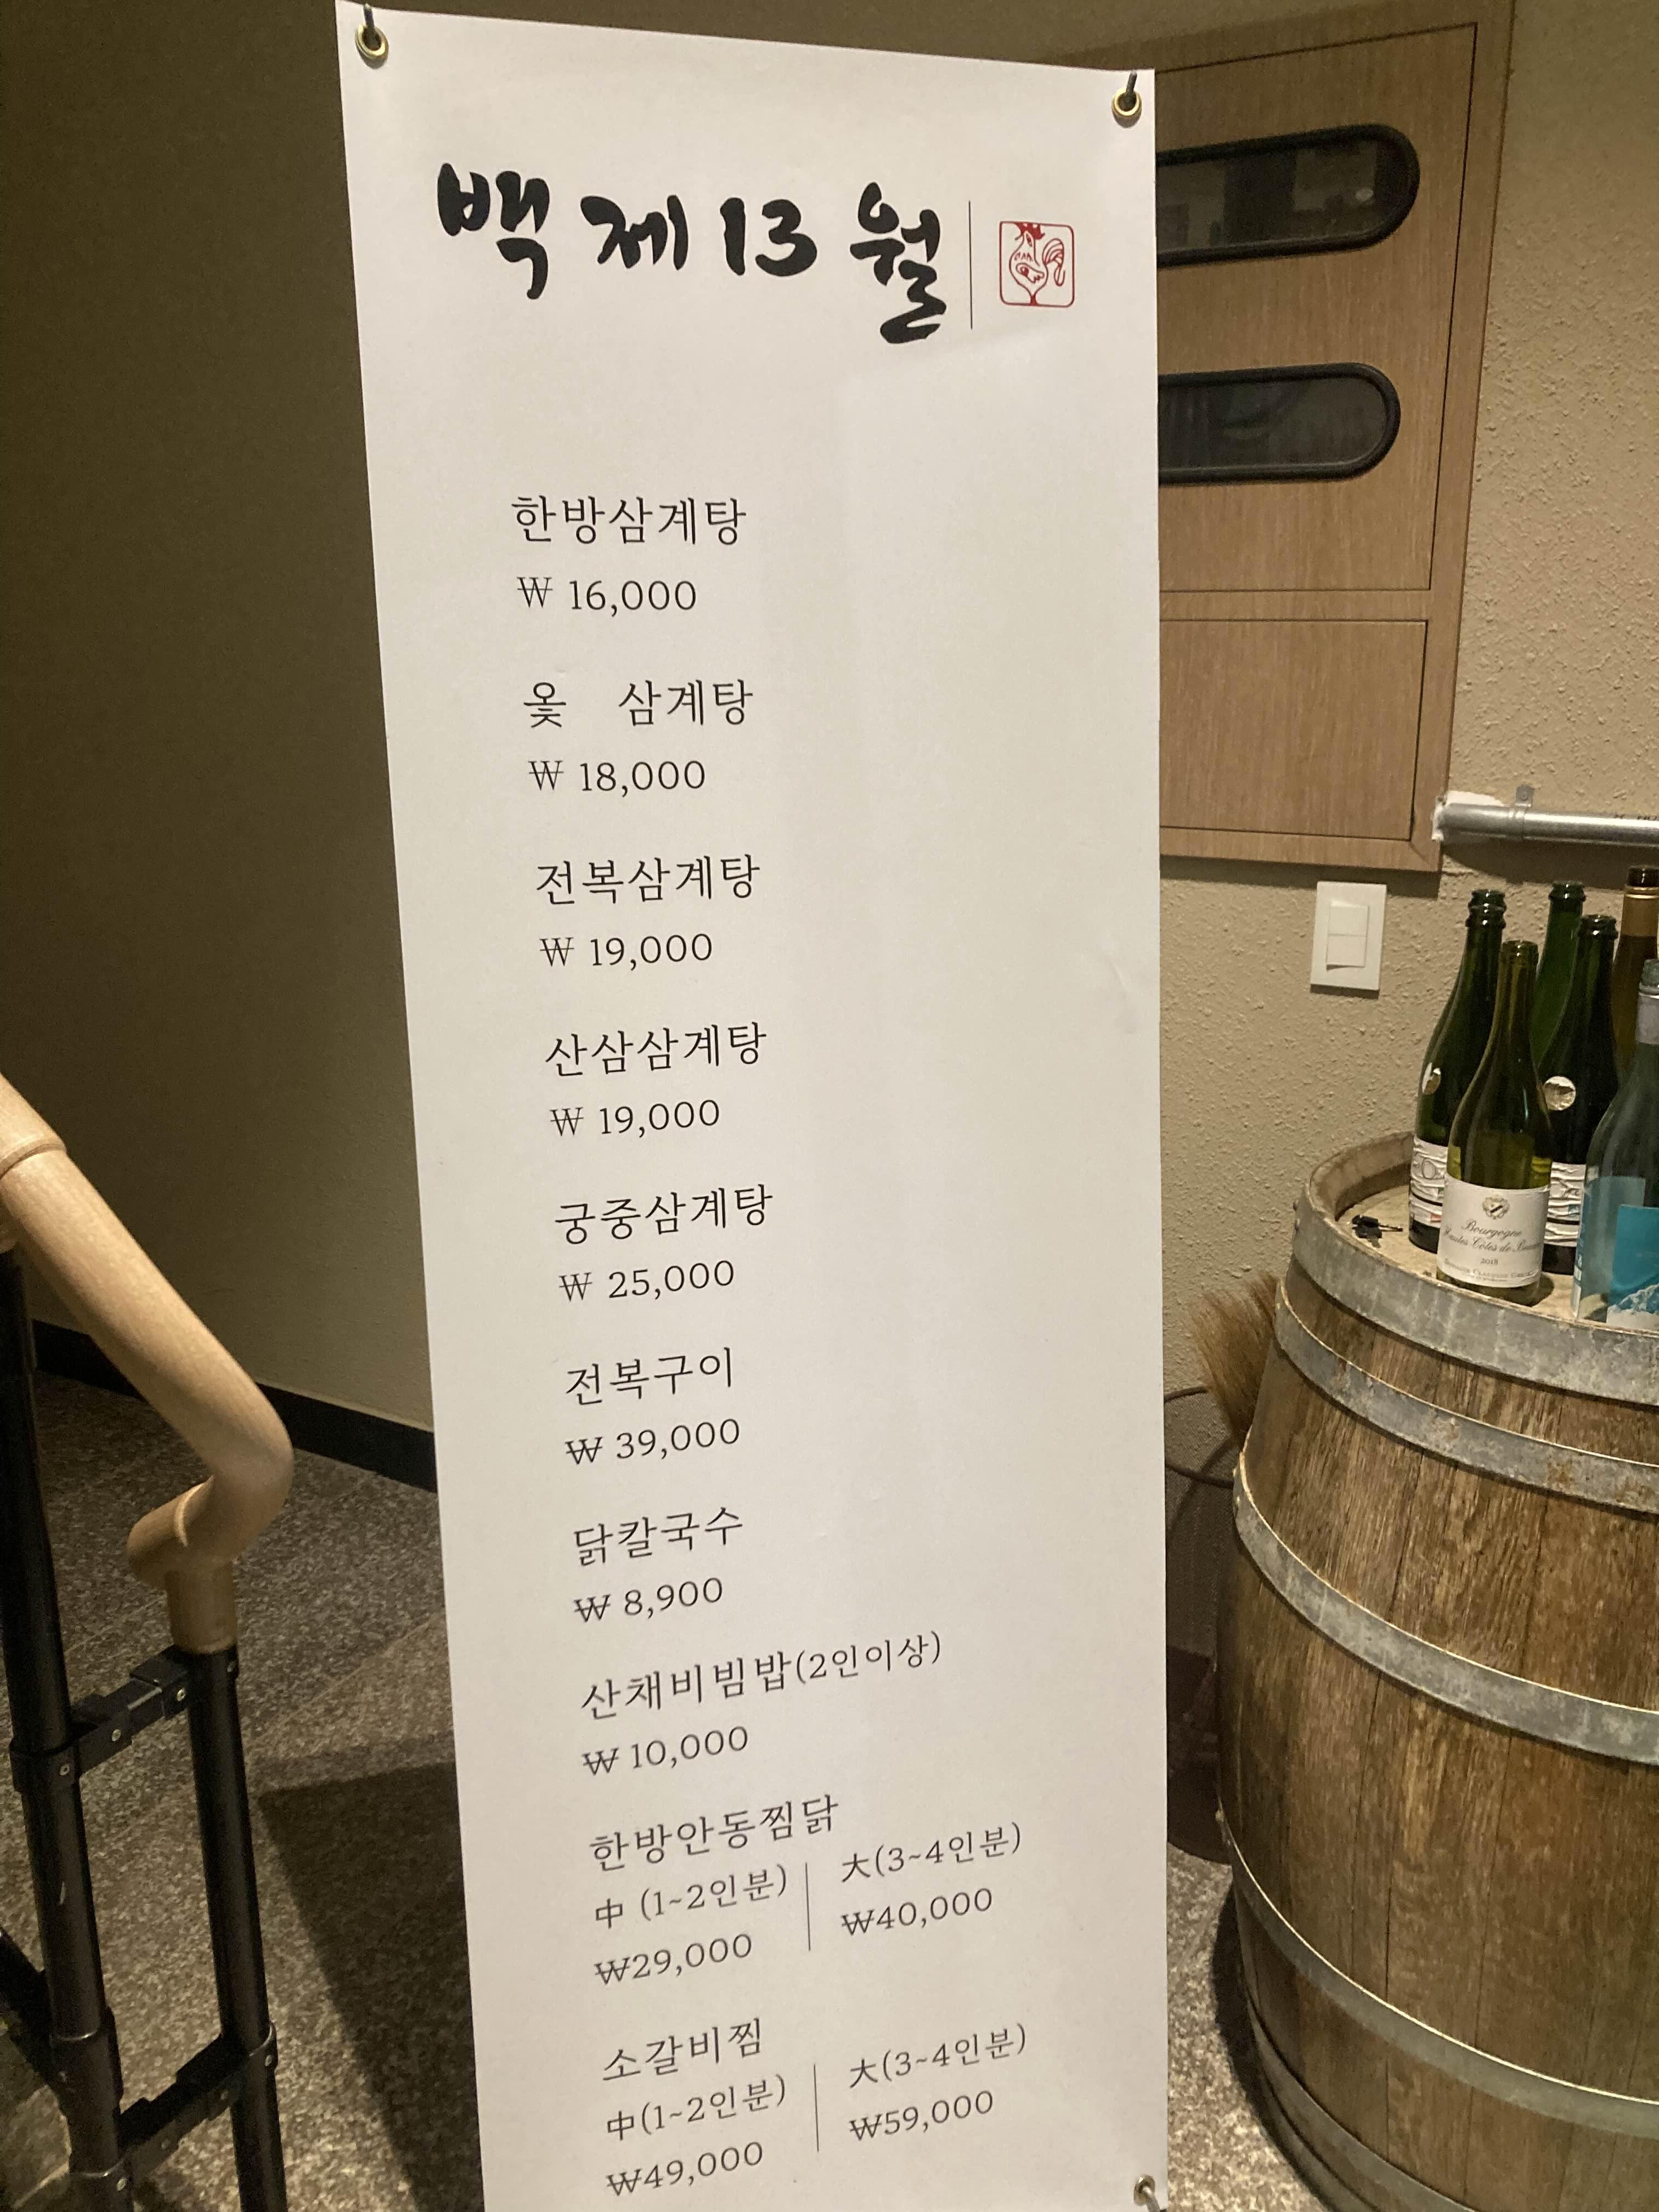 백제13월
한방삼계탕
₩ 16,000
옻 삼계탕
₩ 18,000
전복삼계탕
₩ 19,000
산삼삼계탕
₩ 19,000
궁중삼계탕
₩ 25,000
전복구이
₩ 39,000
닭칼국수
₩ 8,900
산채비빔밥(2인이상)
₩ 10,000
한방안동찜닭
中 (1~2인분)
₩29,000
大(3~4인분)
₩40,000
소갈비찜
中(1~2인분)
₩49,000
大(3~4인분)
₩59,000
Bourgogne
Hautes Côtes de
2018